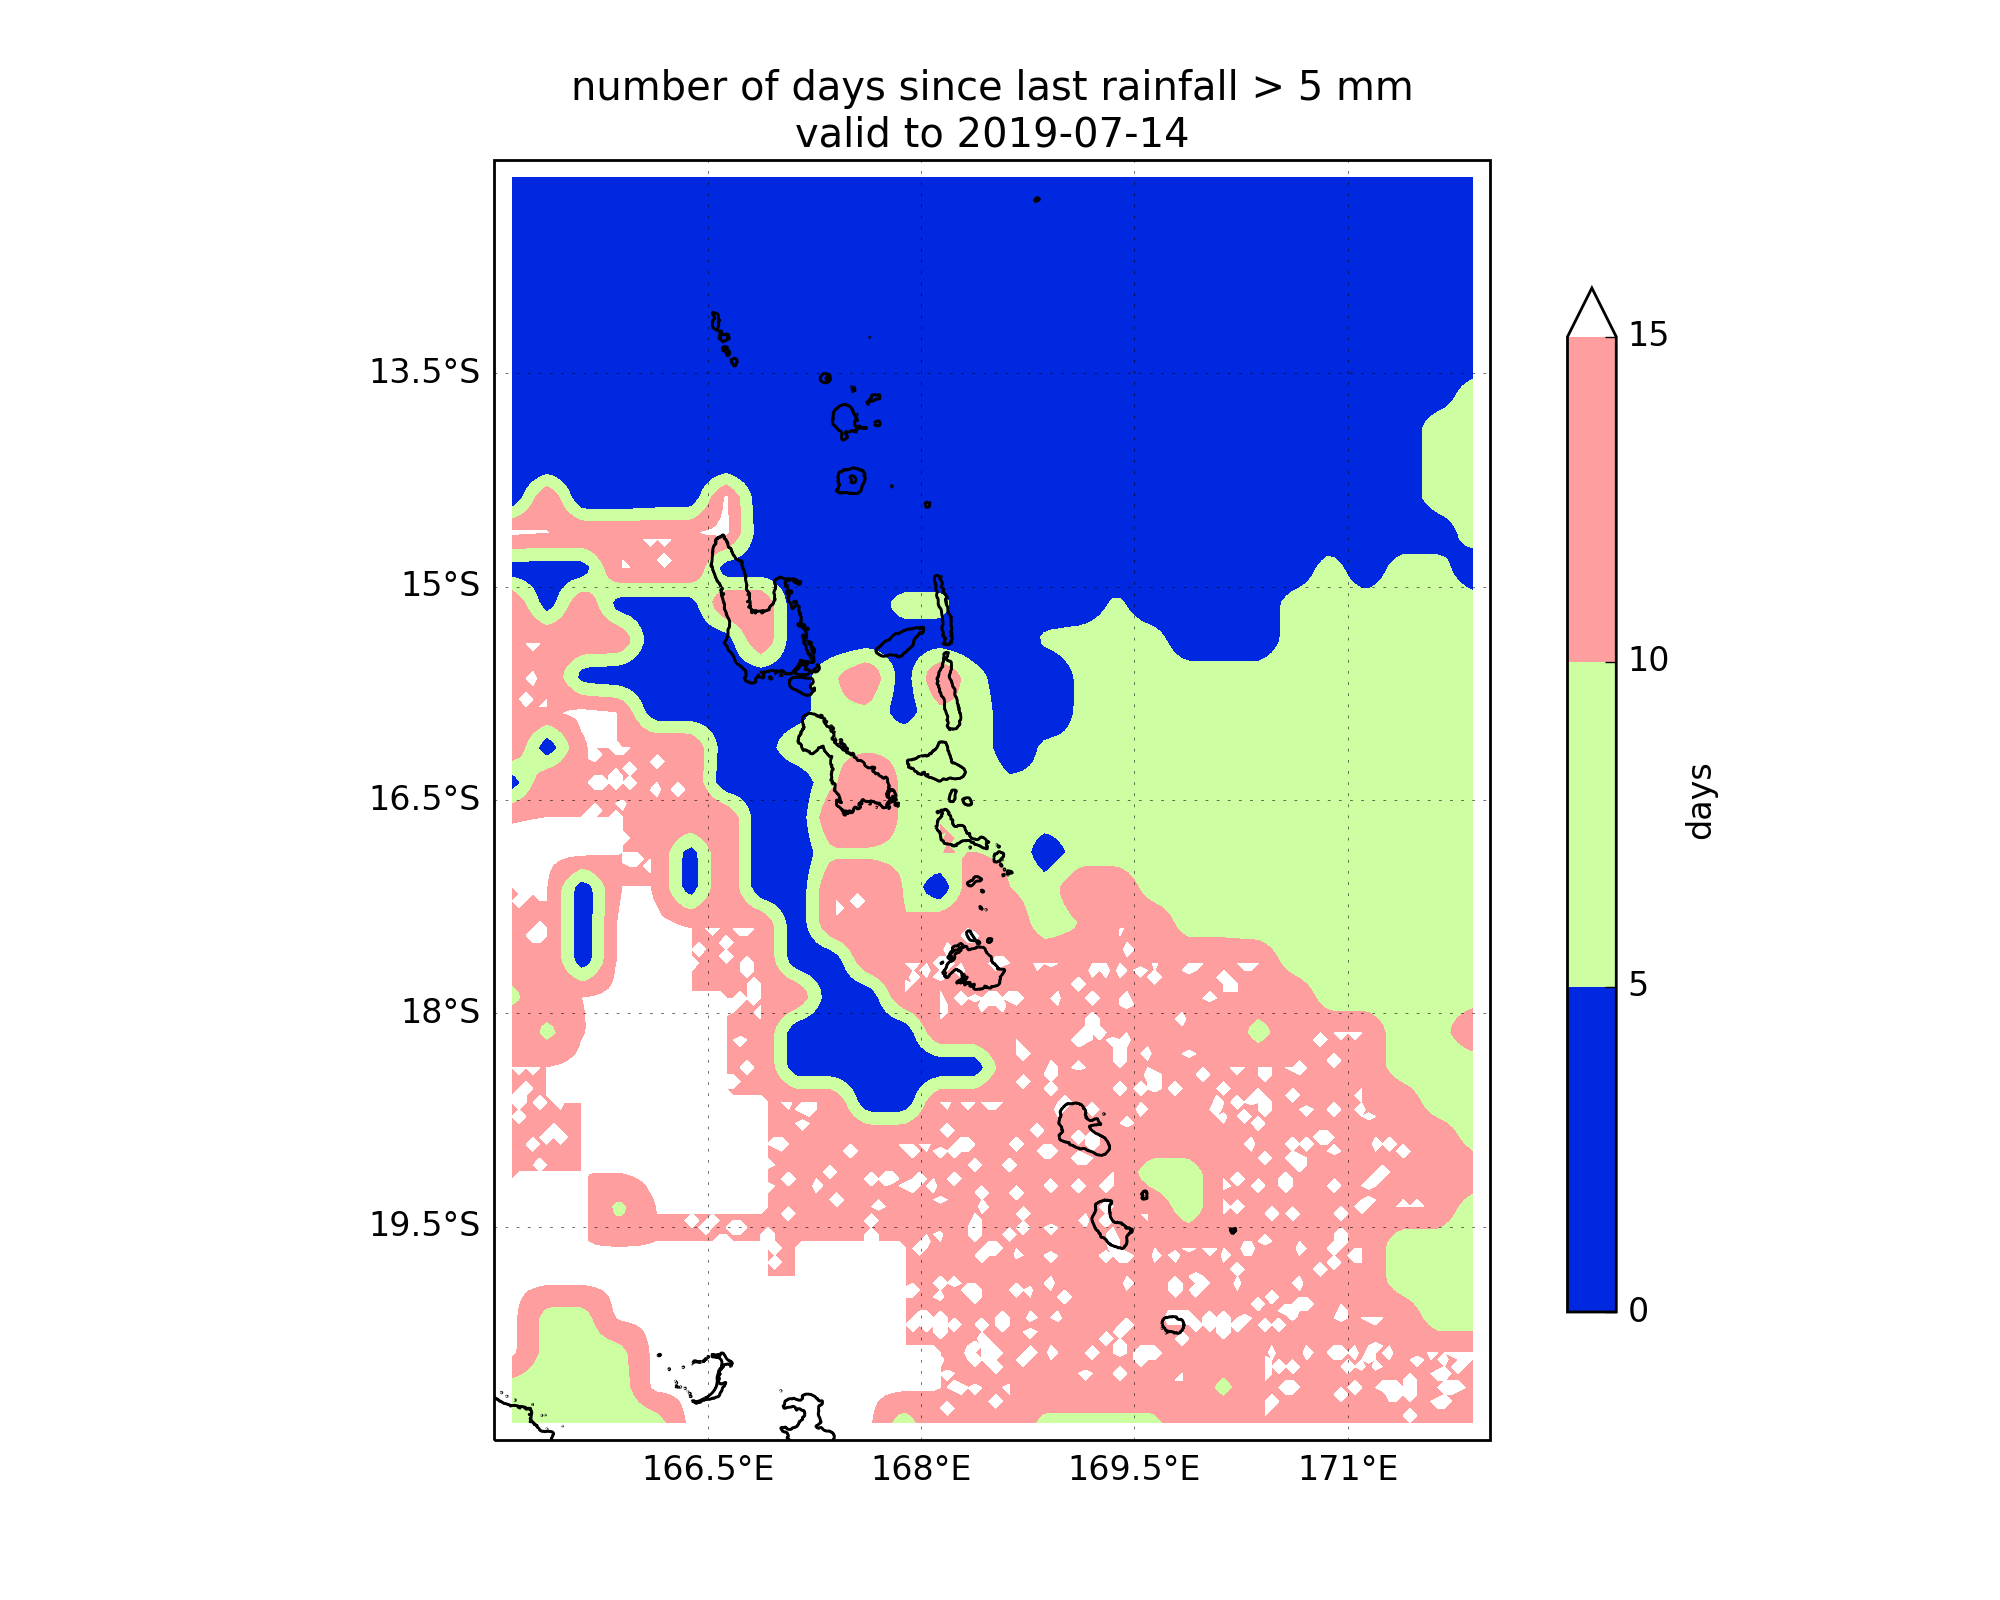 number of days since last rainfall > 5 mm
valid to 2019-07-14
13.5°S
15°S
16.5°S
18°S
19.5°S
166.5°E
168°E
169.5°E
171°E
15
10
5
0
days